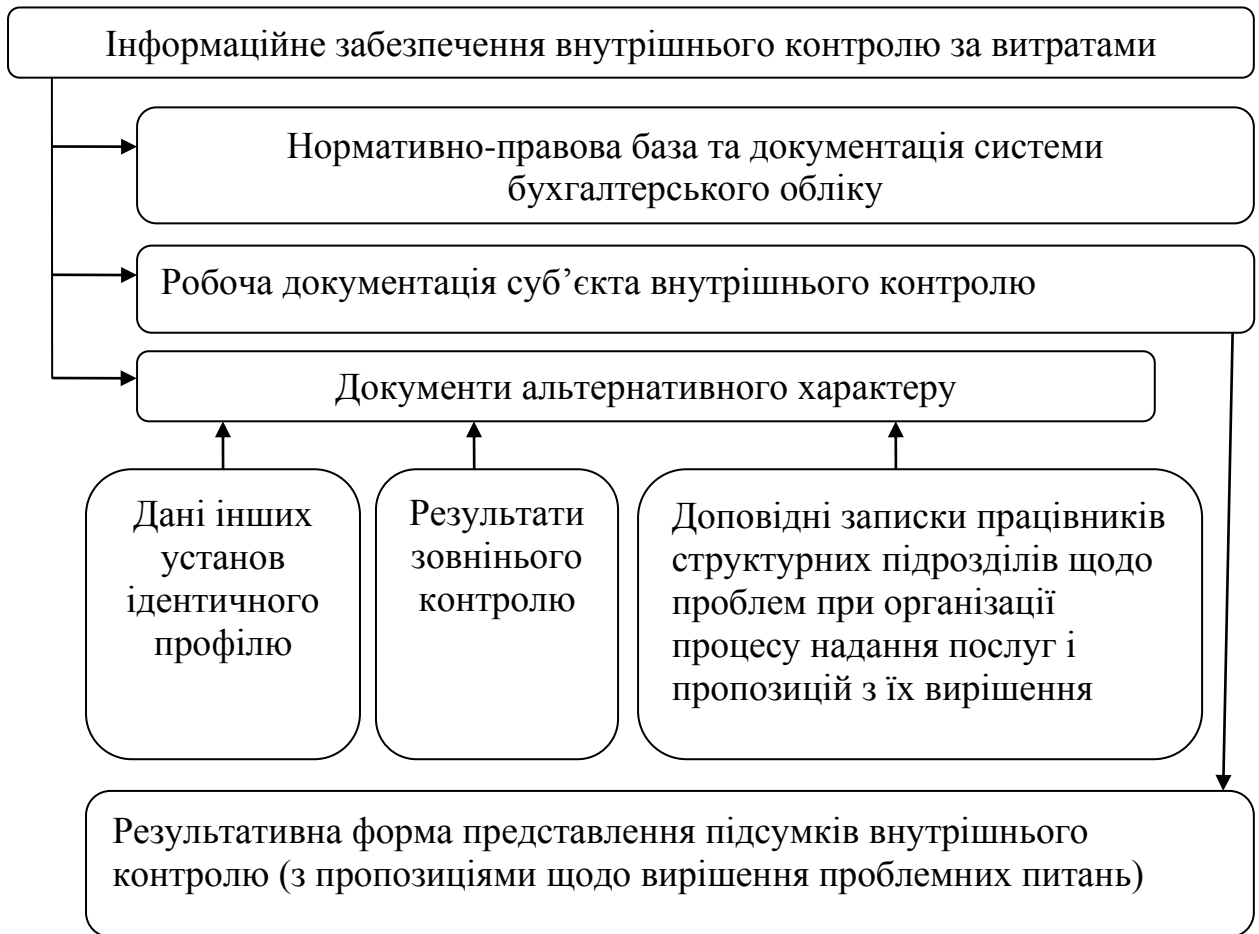 Інформаційне забезпечення внутрішнього контролю за витратами
Нормативно-правова база та документація системи
бухгалтерського обліку
Робоча документація суб’єкта внутрішнього контролю
Документи альтернативного характеру
Дані інших
установ
ідентичного
профілю
Результати
зовнінього
контролю
Доповідні записки працівників
структурних підрозділів щодо
проблем при організації
процесу надання послуг і
пропозицій з їх вирішення
Результативна форма представлення підсумків внутрішнього
контролю (з пропозиціями щодо вирішення проблемних питань)